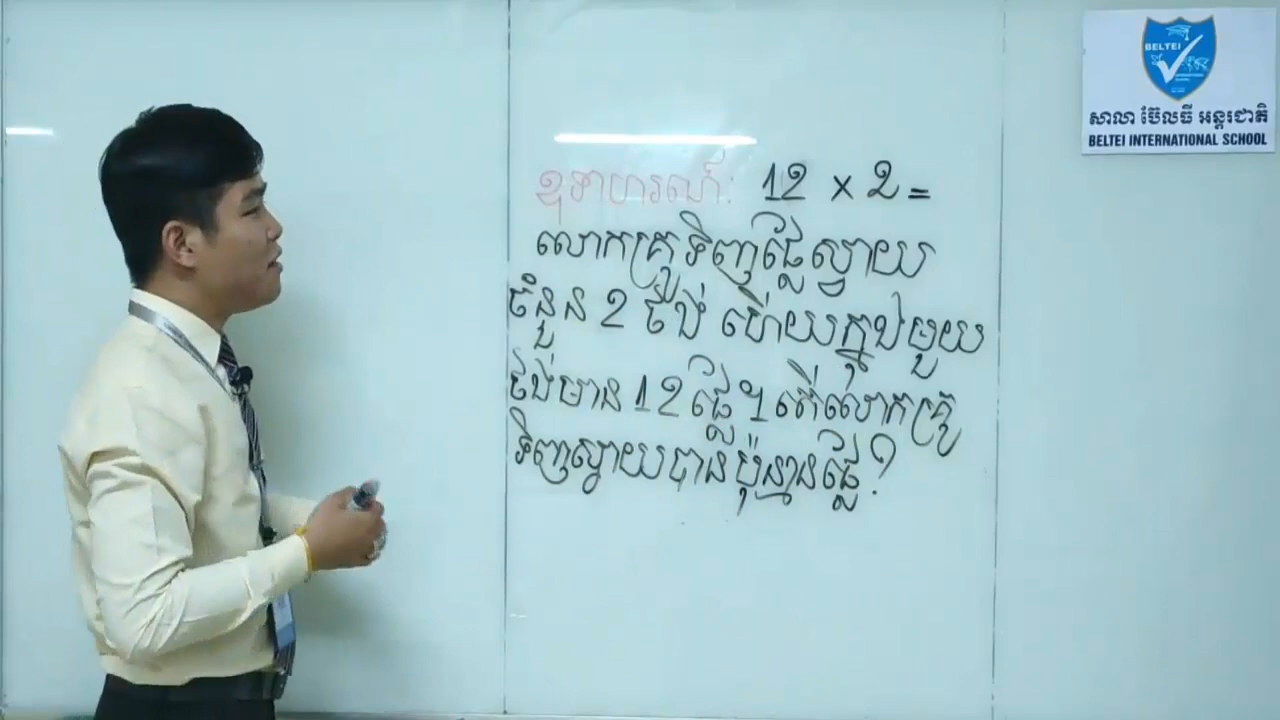 BELTEI
សាលា ប៊ែលធី អន្តរជាតិ
BELTEI INTERNATIONAL SCHOOL
ឧទាហរណ៍: 12 × 2 =
លោកគ្រូទិញផ្លែស្វាយ
ចំនួន 2 ថង់ ហើយក្នុងមួយ
ថង់មាន 12 ផ្លែ។ តើលោកគ្រូ
ទិញស្វាយបានប៉ុន្មានផ្លែ?